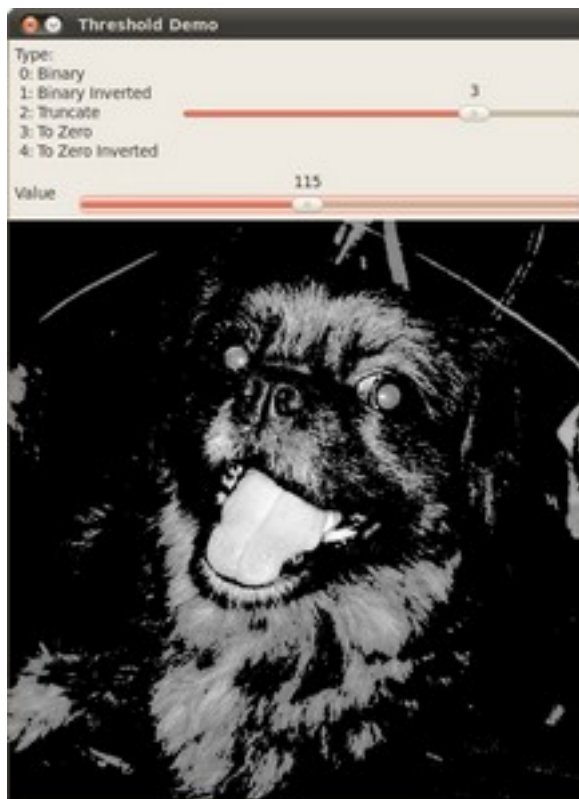 Threshold Demo
Type:
0: Binary
1: Binary Inverted
2: Truncate
3: To Zero
4: To Zero Inverted
3
Value
115